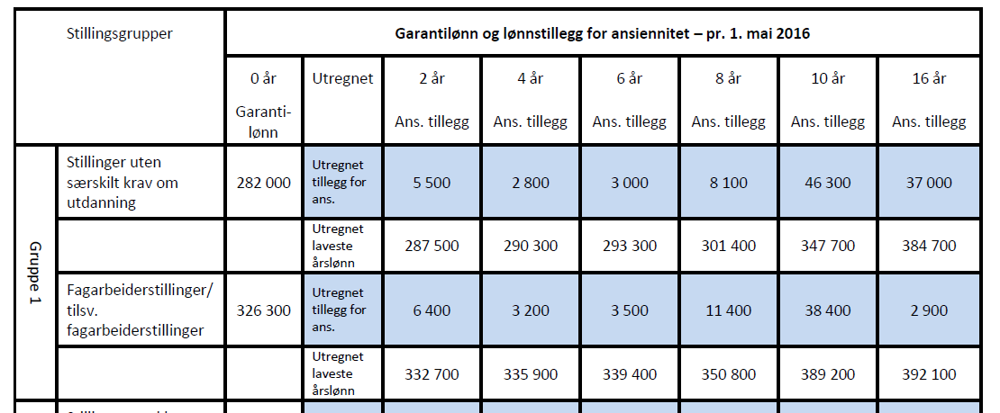 Stillingsgrupper
Garantilønn og lønnstillegg for ansiennitet – pr. 1. mai 2016
0 år Utregnet 2 år 4 år 6 år 8 år 10 år 16 år
Garanti- Ans. tillegg Ans. tillegg Ans. tillegg Ans. tillegg Ans. tillegg Ans. tillegg
lønn
Gruppe 1
Stillinger uten
særskilt krav om
utdanning
282 000
Utregnet
tillegg for
ans.
5 500 2 800 3 000 8 100 46 300 37 000
Utregnet
laveste
årslønn
287 500 290 300 293 300 301 400 347 700 384 700
Fagarbeiderstillinger/
tilsv.
fagarbeiderstillinger
326 300
Utregnet
tillegg for
ans.
6 400 3 200 3 500 11 400 38 400 2 900
Utregnet
laveste
årslønn
332 700 335 900 339 400 350 800 389 200 392 100